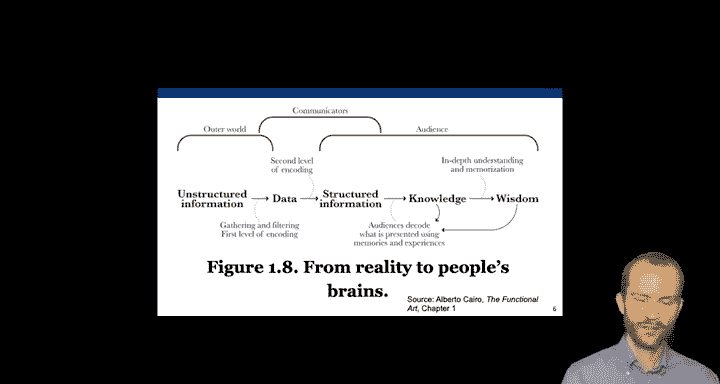 Communicators
Outer world
Audience
Second level
of encoding
In-depth understanding
and memorization
Unstructured
information
Data
Structured
information
Knowledge
Wisdom
Gathering and filtering
First level of encoding
Audiences decode
what is presented using
memories and experiences
Figure 1.8. From reality to people's
brains.
Source: Alberto Cairo, The Functional
Art, Chapter 1
6